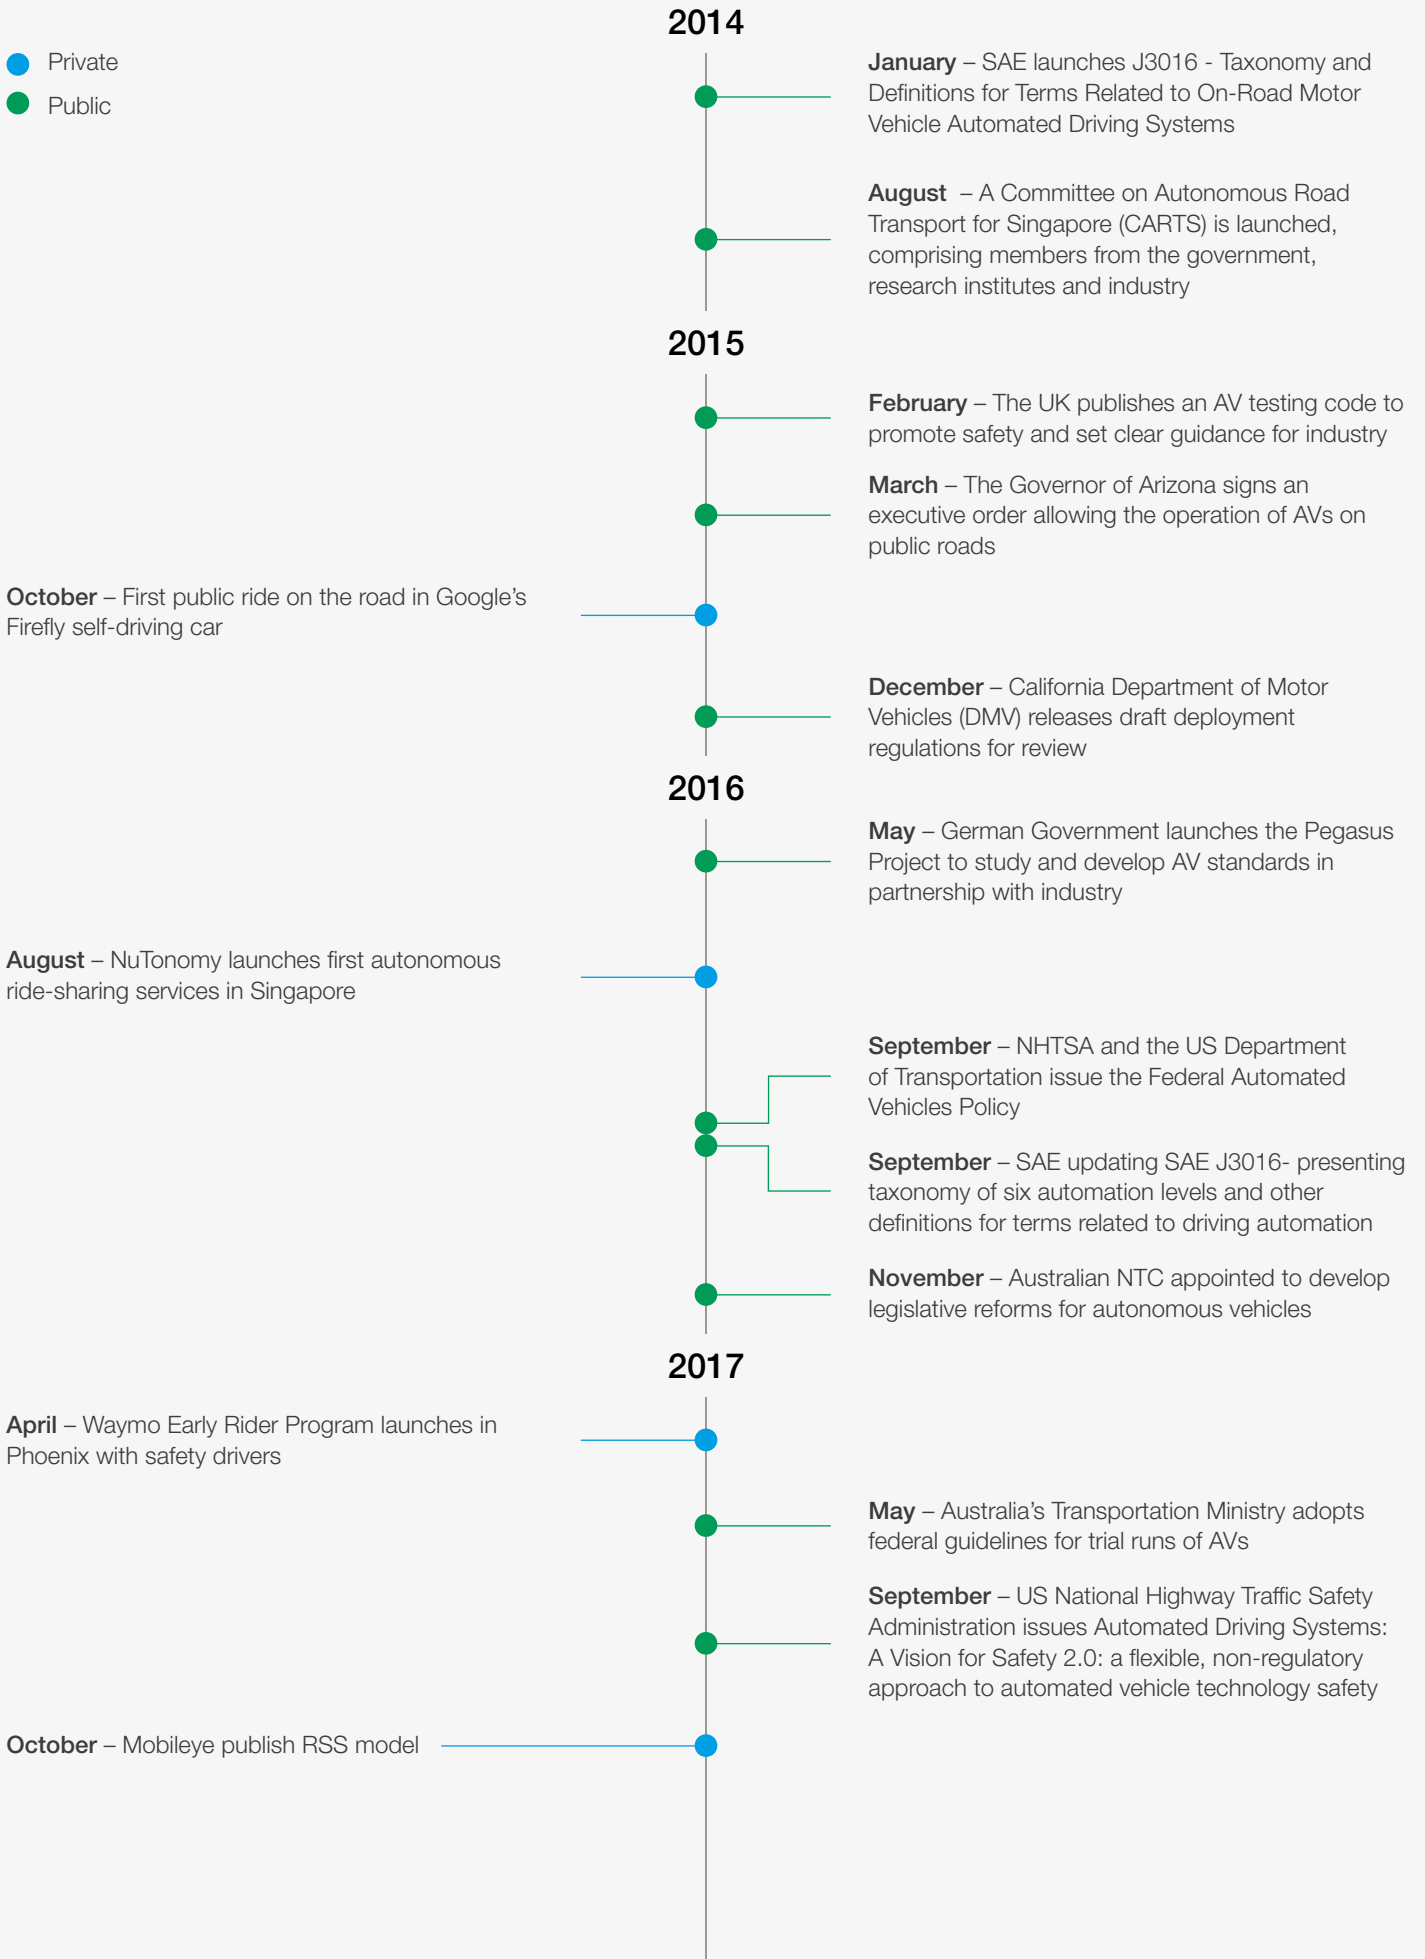 2014
Private
Public
January – SAE launches J3016 - Taxonomy and
Definitions for Terms Related to On-Road Motor
Vehicle Automated Driving Systems
August – A Committee on Autonomous Road
Transport for Singapore (CARTS) is launched,
comprising members from the government,
research institutes and industry
2015
February – The UK publishes an AV testing code to
promote safety and set clear guidance for industry
March – The Governor of Arizona signs an
executive order allowing the operation of AVs on
public roads
October – First public ride on the road in Google’s
Firefly self-driving car
December – California Department of Motor
Vehicles (DMV) releases draft deployment
regulations for review
2016
May – German Government launches the Pegasus
Project to study and develop AV standards in
partnership with industry
August – NuTonomy launches first autonomous
ride-sharing services in Singapore
September – NHTSA and the US Department
of Transportation issue the Federal Automated
Vehicles Policy
September – SAE updating SAE J3016- presenting
taxonomy of six automation levels and other
definitions for terms related to driving automation
November – Australian NTC appointed to develop
legislative reforms for autonomous vehicles
2017
April – Waymo Early Rider Program launches in
Phoenix with safety drivers
May – Australia’s Transportation Ministry adopts
federal guidelines for trial runs of AVs
September – US National Highway Traffic Safety
Administration issues Automated Driving Systems:
A Vision for Safety 2.0: a flexible, non-regulatory
approach to automated vehicle technology safety
October – Mobileye publish RSS model